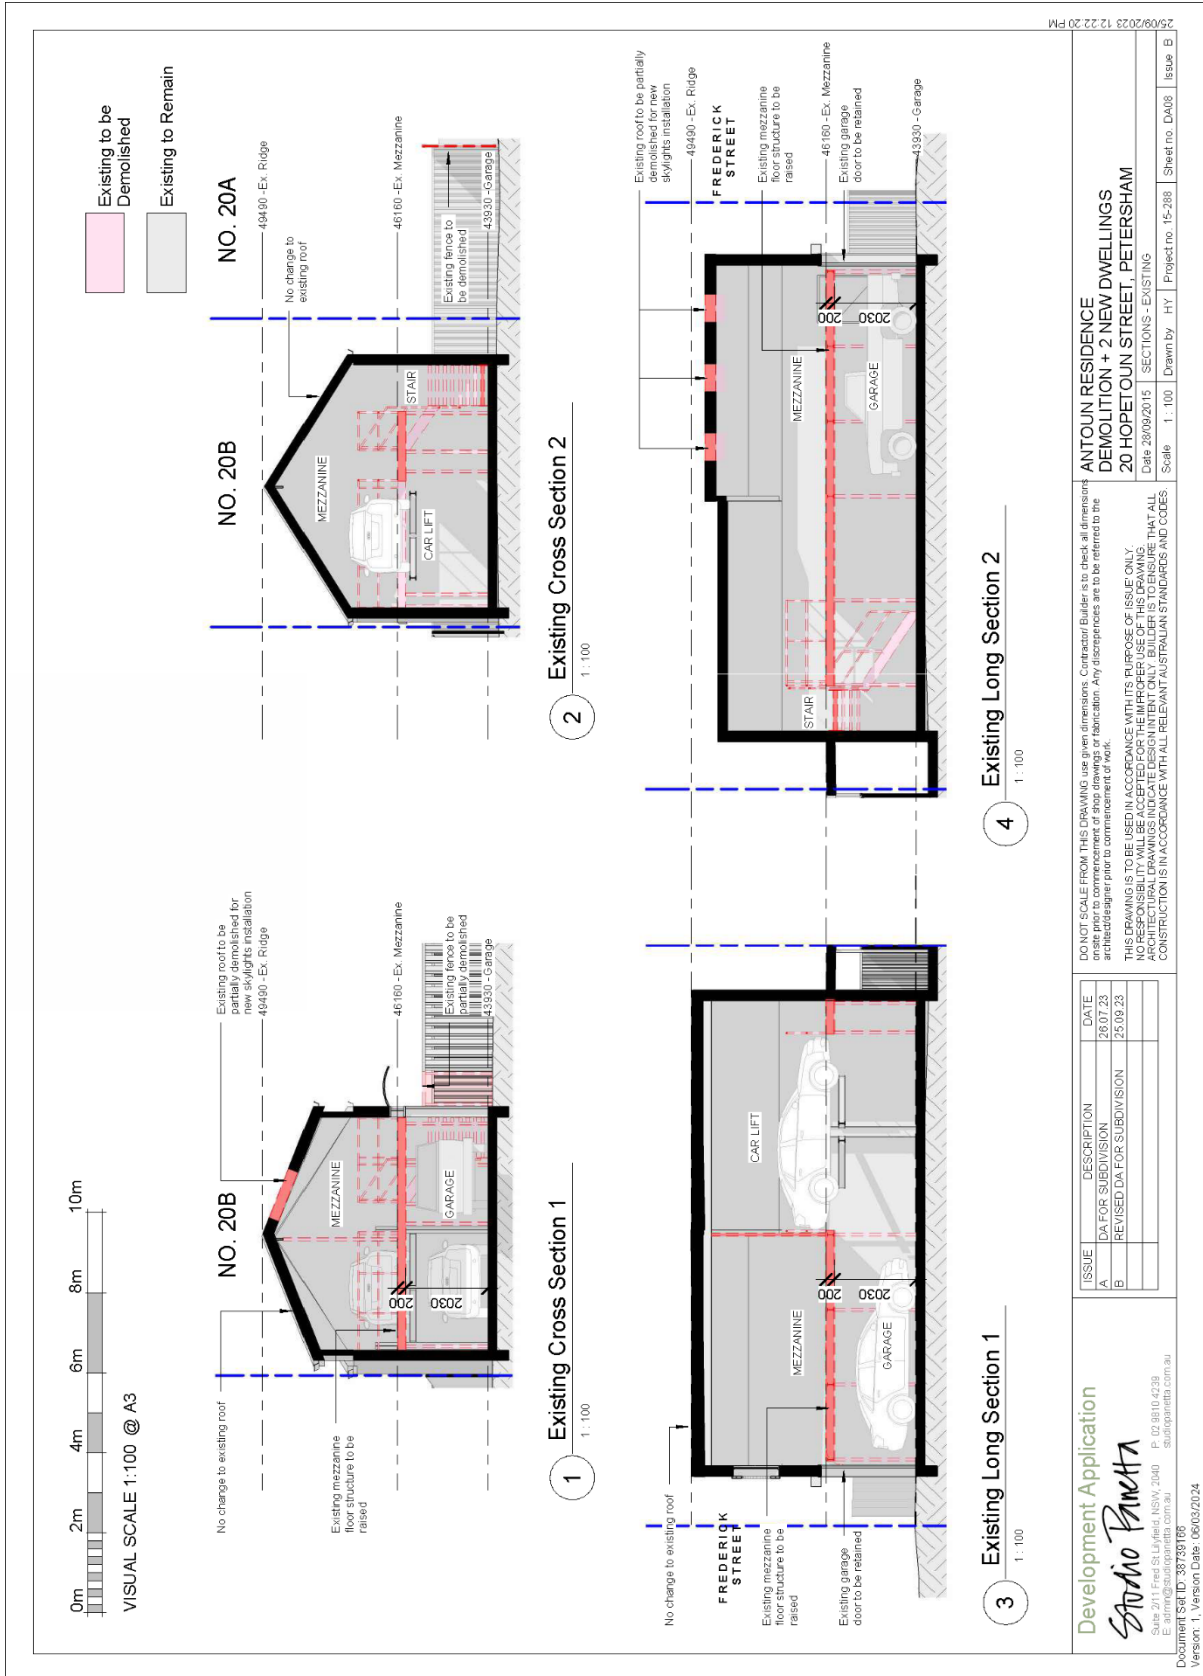 0m
2m
4m
6m
8m
10m
VISUAL SCALE 1:100 @ A3
Existing to be
Demolished
Existing to Remain
No change to existing roof
Existing mezzanine
floor structure to be
raised
NO. 20B
MEZZANINE
GARAGE
200
2030
Existing roof to be
partially demolished for
new skylights installation
49490 - Ex. Ridge
46160 - Ex. Mezzanine
Existing fence to be
partially demolished
43930 - Garage
1
Existing Cross Section 1
1 : 100
NO. 20B
NO. 20A
MEZZANINE
CAR LIFT
STAIR
No change to
existing roof
49490 - Ex. Ridge
46160 - Ex. Mezzanine
Existing fence to
be demolished
43930 - Garage
2
Existing Cross Section 2
1 : 100
No change to existing roof
FREDERICK
STREET
Existing mezzanine
floor structure to be
raised
Existing garage
door to be retained
MEZZANINE
GARAGE
200
2030
CAR LIFT
3
Existing Long Section 1
1 : 100
STAIR
MEZZANINE
GARAGE
200
2030
Existing roof to be partially
demolished for new
skylights installation
49490 - Ex. Ridge
FREDERICK
STREET
Existing mezzanine
floor structure to be
raised
46160 - Ex. Mezzanine
Existing garage
door to be retained
43930 - Garage
4
Existing Long Section 2
1 : 100
Development Application
Studio Panetta
Suite 2/11 Fred St Lilyfield, NSW, 2040 P: 02 9810 4239
E: admin@studiopanetta.com.au studiopanetta.com.au
ISSUE DESCRIPTION DATE
A DA FOR SUBDIVISION 26.07.23
B REVISED DA FOR SUBDIVISION 25.09.23
DO NOT SCALE FROM THIS DRAWING use given dimensions. Contractor/ Builder is to check all dimensions
onsite prior to commencement of shop drawings or fabrication. Any discrepencies are to be referred to the
architect/designer prior to commencement of work.
THIS DRAWING IS TO BE USED IN ACCORDANCE WITH ITS 'PURPOSE OF ISSUE' ONLY.
NO RESPONSIBILITY WILL BE ACCEPTED FOR THE IMPROPER USE OF THIS DRAWING.
ARCHITECTURAL DRAWINGS INDICATE DESIGN INTENT ONLY. BUILDER IS TO ENSURE THAT ALL
CONSTRUCTION IS IN ACCORDANCE WITH ALL RELEVANT AUSTRALIAN STANDARDS AND CODES.
ANTOUN RESIDENCE
DEMOLITION + 2 NEW DWELLINGS
20 HOPETOUN STREET, PETERSHAM
Date 28/09/2015 SECTIONS - EXISTING
Scale 1 : 100 Drawn by HY Project no. 15-288 Sheet no. DA08 Issue B
25/09/2023 12:22:20 PM
Document Set ID: 38739166
Version: 1, Version Date: 06/03/2024